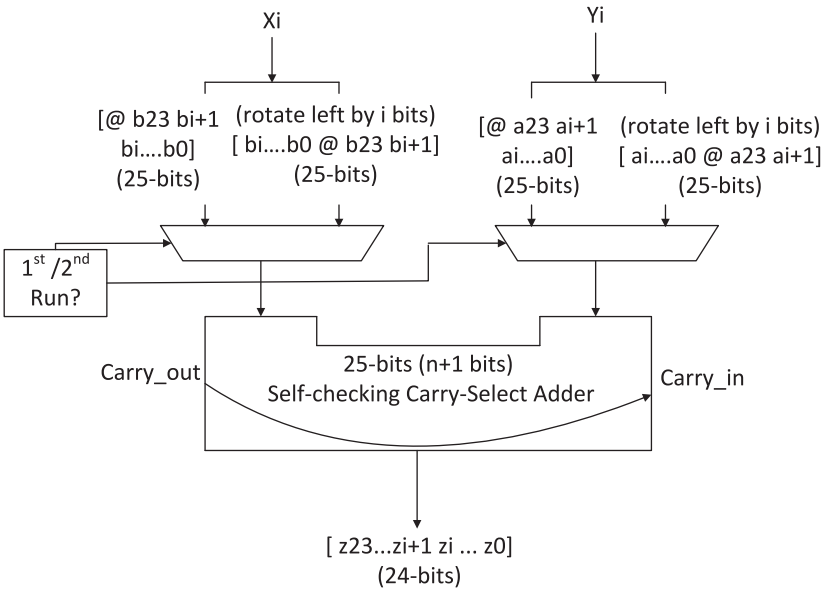 Xi
Yi
[@ b23 bi+1
bi....b0]
(25-bits)
(rotate left by i bits)
[ bi....b0 @ b23 bi+1]
(25-bits)
[@ a23 ai+1
ai....a0]
(25-bits)
(rotate left by i bits)
[ ai....a0 @ a23 ai+1]
(25-bits)
1st /2nd
Run?
25-bits (n+1 bits)
Self-checking Carry-Select Adder
Carry_out
Carry_in
[ z23...zi+1 zi ... z0]
(24-bits)